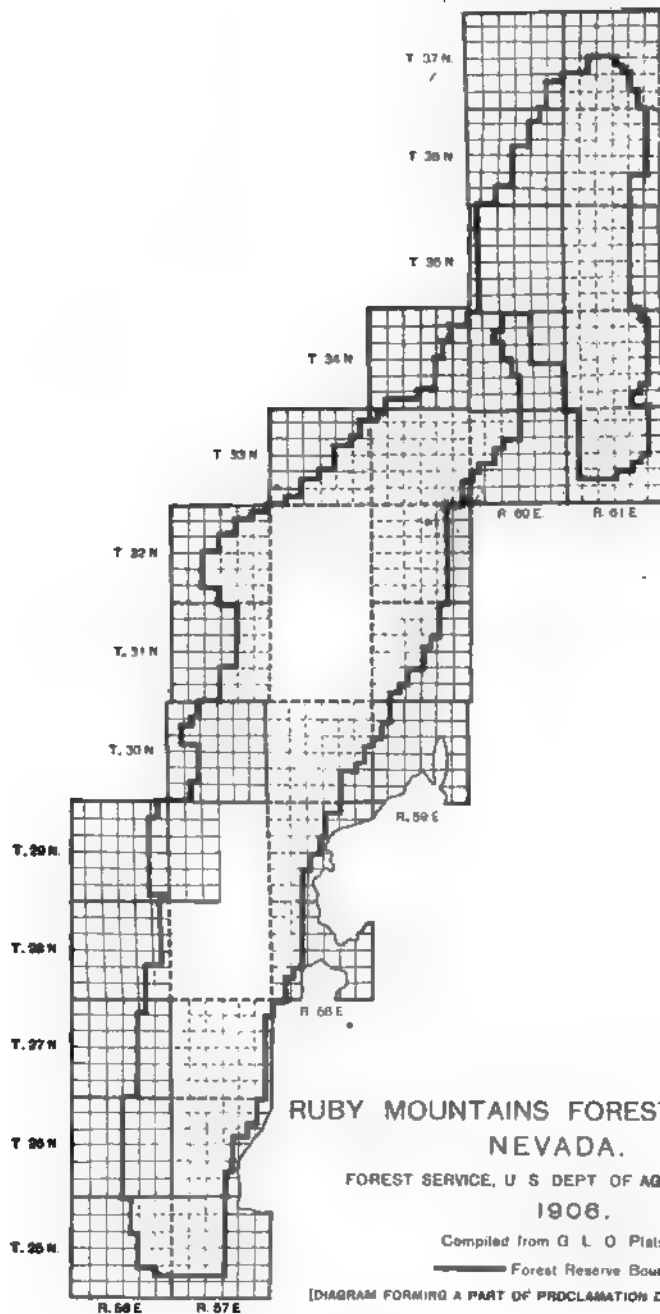 T 37 N.
T 36 N
T 35 N
T 34 N
T 33 N
R 60 E. R. 61 E.
T 32 N
T. 31 N
T. 30 N
R. 59 E
T. 29 N.
T. 28 N
R 58 E
T. 27 N
RUBY MOUNTAINS FOREST
NEVADA.
T 26 N
FOREST SERVICE, U S DEPT OF AG
1906.
Compiled from G L O Plats
T. 25 N.
Forest Reserve Boun
[DIAGRAM FORMING A PART OF PROCLAMATION D
R. 56 E R. 57 E